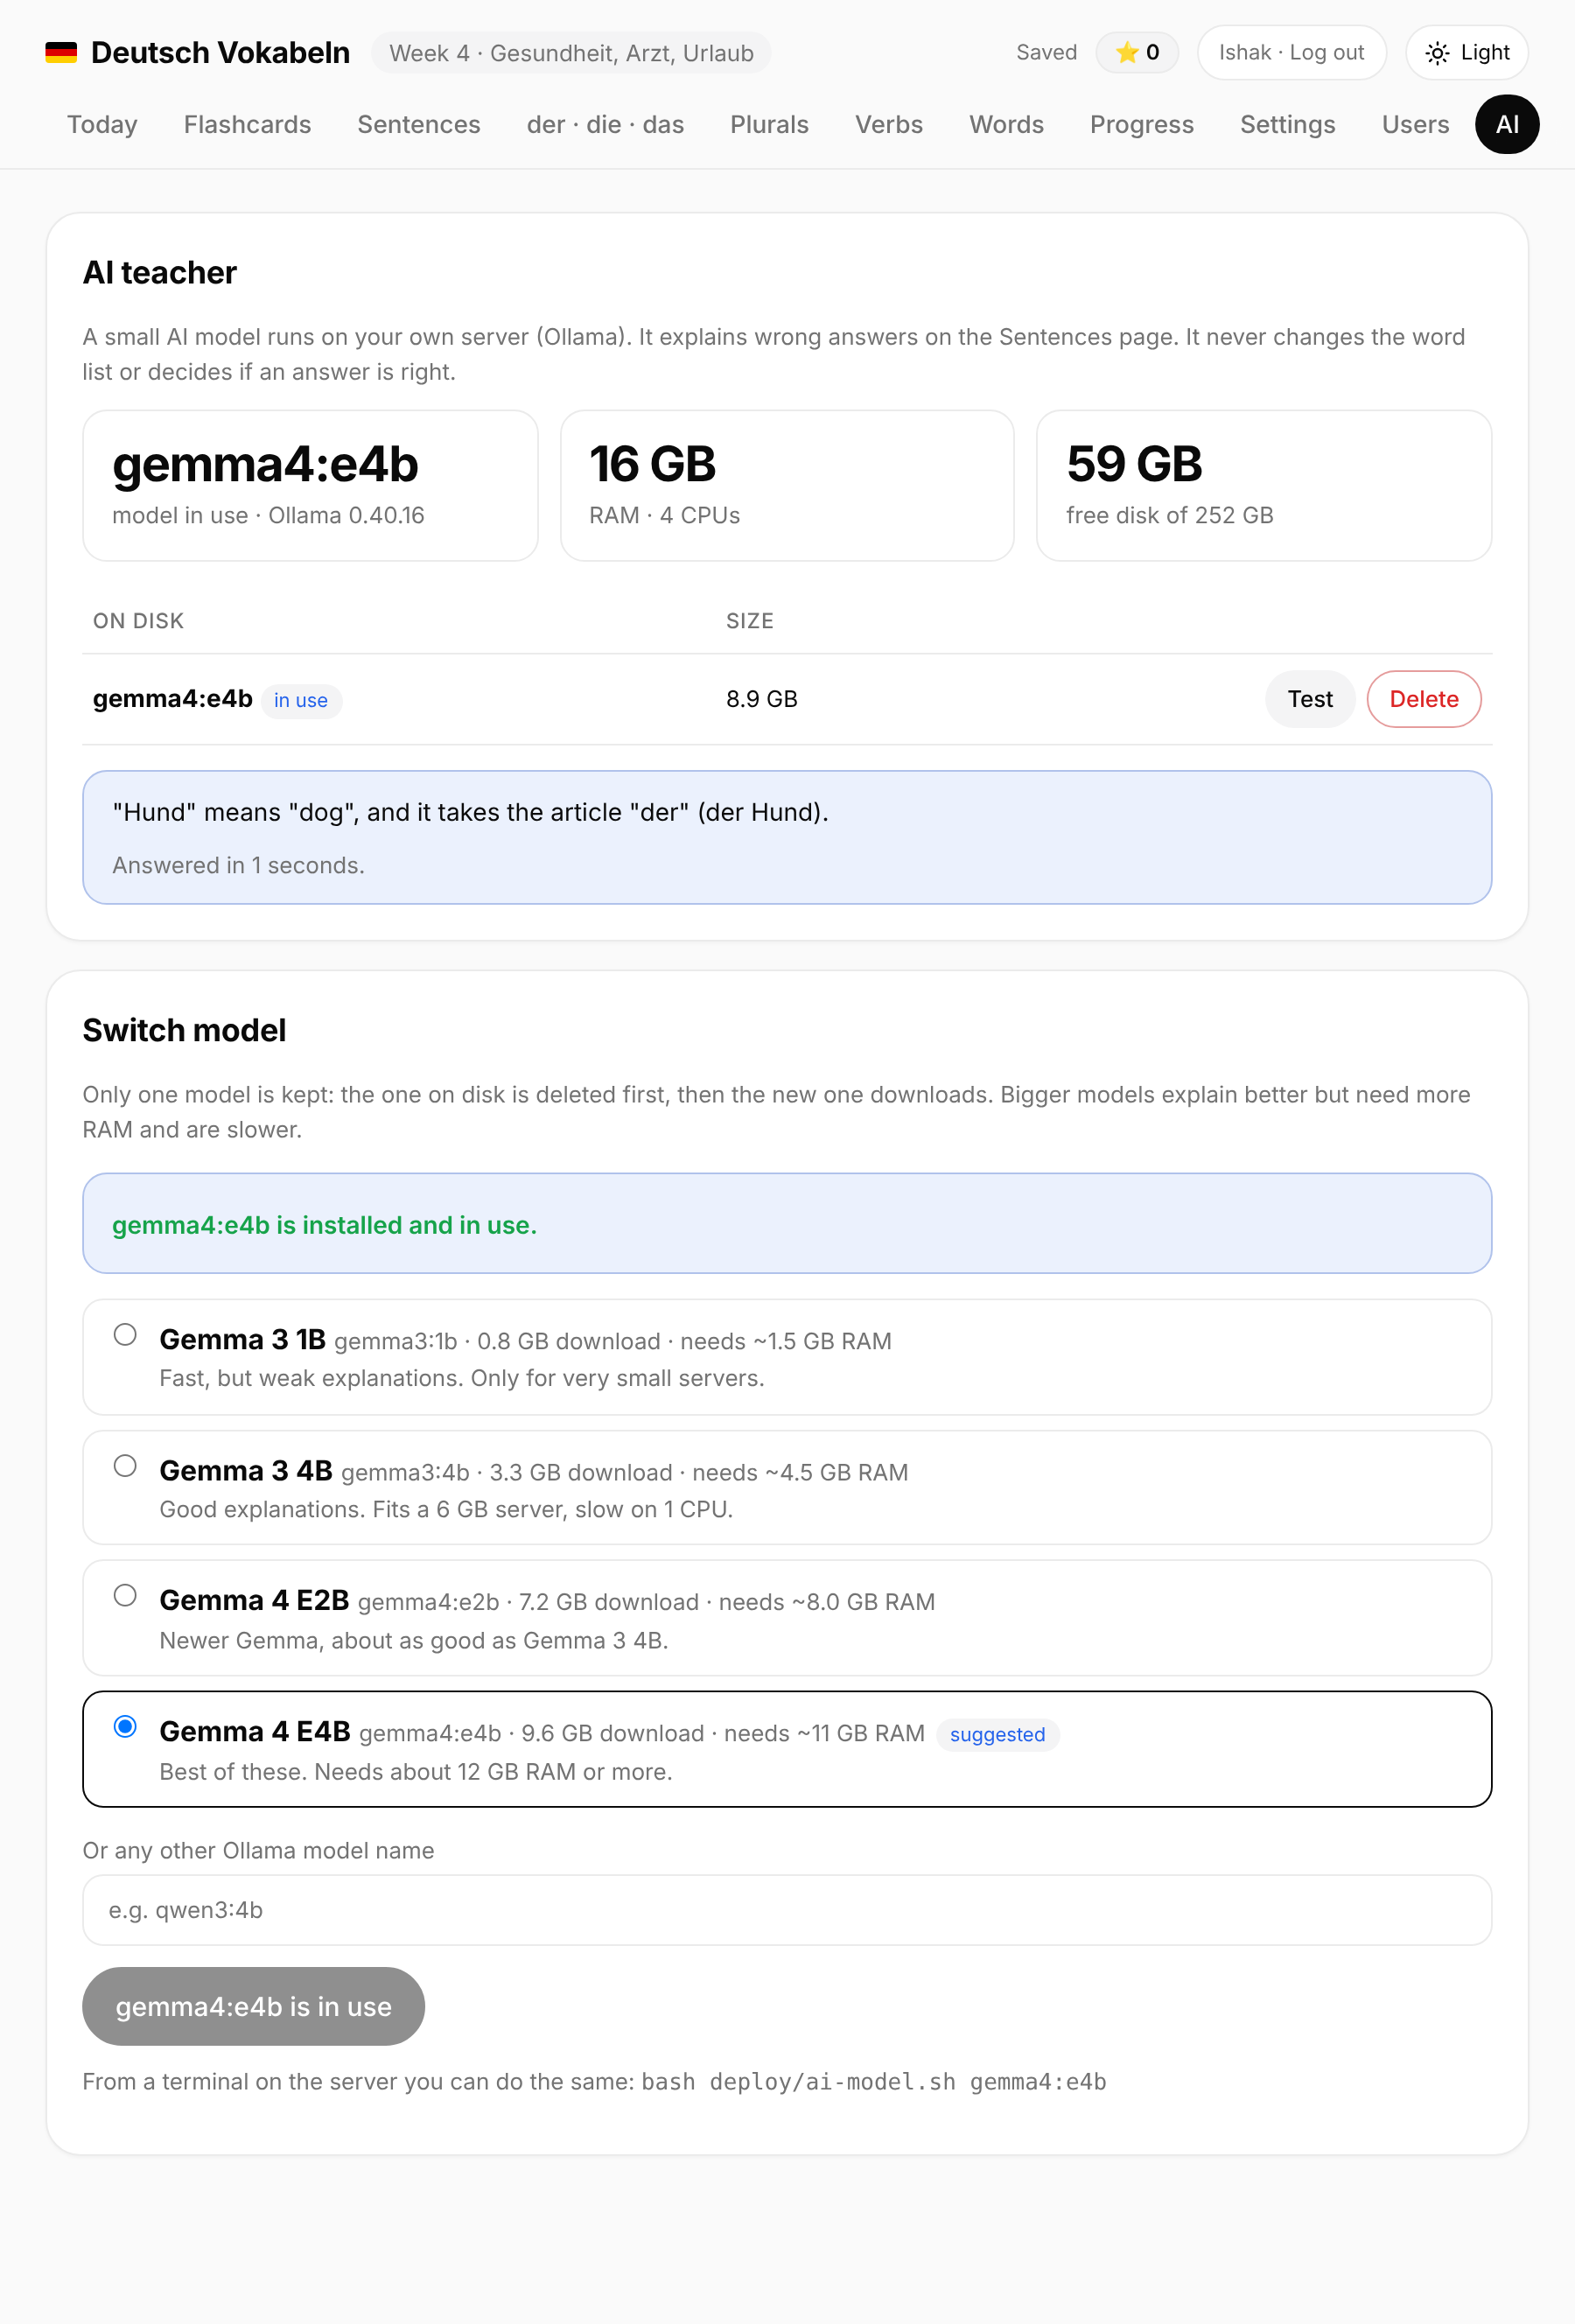 Deutsch Vokabeln
Week 4 · Gesundheit, Arzt, Urlaub
Saved
⭐ 0
Ishak · Log out
Light
Today
Flashcards
Sentences
der · die · das
Plurals
Verbs
Words
Progress
Settings
Users
AI
AI teacher
A small AI model runs on your own server (Ollama). It explains wrong answers on the Sentences page. It never changes the word
list or decides if an answer is right.
gemma4:e4b
model in use · Ollama 0.40.16
16 GB
RAM · 4 CPUs
59 GB
free disk of 252 GB
ON DISK
SIZE
gemma4:e4b in use
8.9 GB
Test
Delete
"Hund" means "dog", and it takes the article "der" (der Hund).
Answered in 1 seconds.
Switch model
Only one model is kept: the one on disk is deleted first, then the new one downloads. Bigger models explain better but need more
RAM and are slower.
gemma4:e4b is installed and in use.
Gemma 3 1B gemma3:1b · 0.8 GB download · needs ~1.5 GB RAM
Fast, but weak explanations. Only for very small servers.
Gemma 3 4B gemma3:4b · 3.3 GB download · needs ~4.5 GB RAM
Good explanations. Fits a 6 GB server, slow on 1 CPU.
Gemma 4 E2B gemma4:e2b · 7.2 GB download · needs ~8.0 GB RAM
Newer Gemma, about as good as Gemma 3 4B.
Gemma 4 E4B gemma4:e4b · 9.6 GB download · needs ~11 GB RAM suggested
Best of these. Needs about 12 GB RAM or more.
Or any other Ollama model name
e.g. qwen3:4b
gemma4:e4b is in use
From a terminal on the server you can do the same: bash deploy/ai-model.sh gemma4:e4b